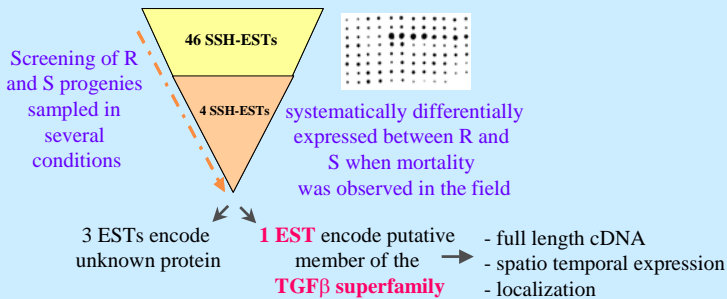 46 SSH-ESTs
Screening of R
and S progenies
sampled in
several
conditions
4 SSH-ESTs
systematically differentially
expressed between R and
S when mortality
was observed in the field
3 ESTs encode
unknown protein
1 EST encode putative
member of the
TGFβ superfamily
- full length cDNA
- spatio temporal expression
- localization